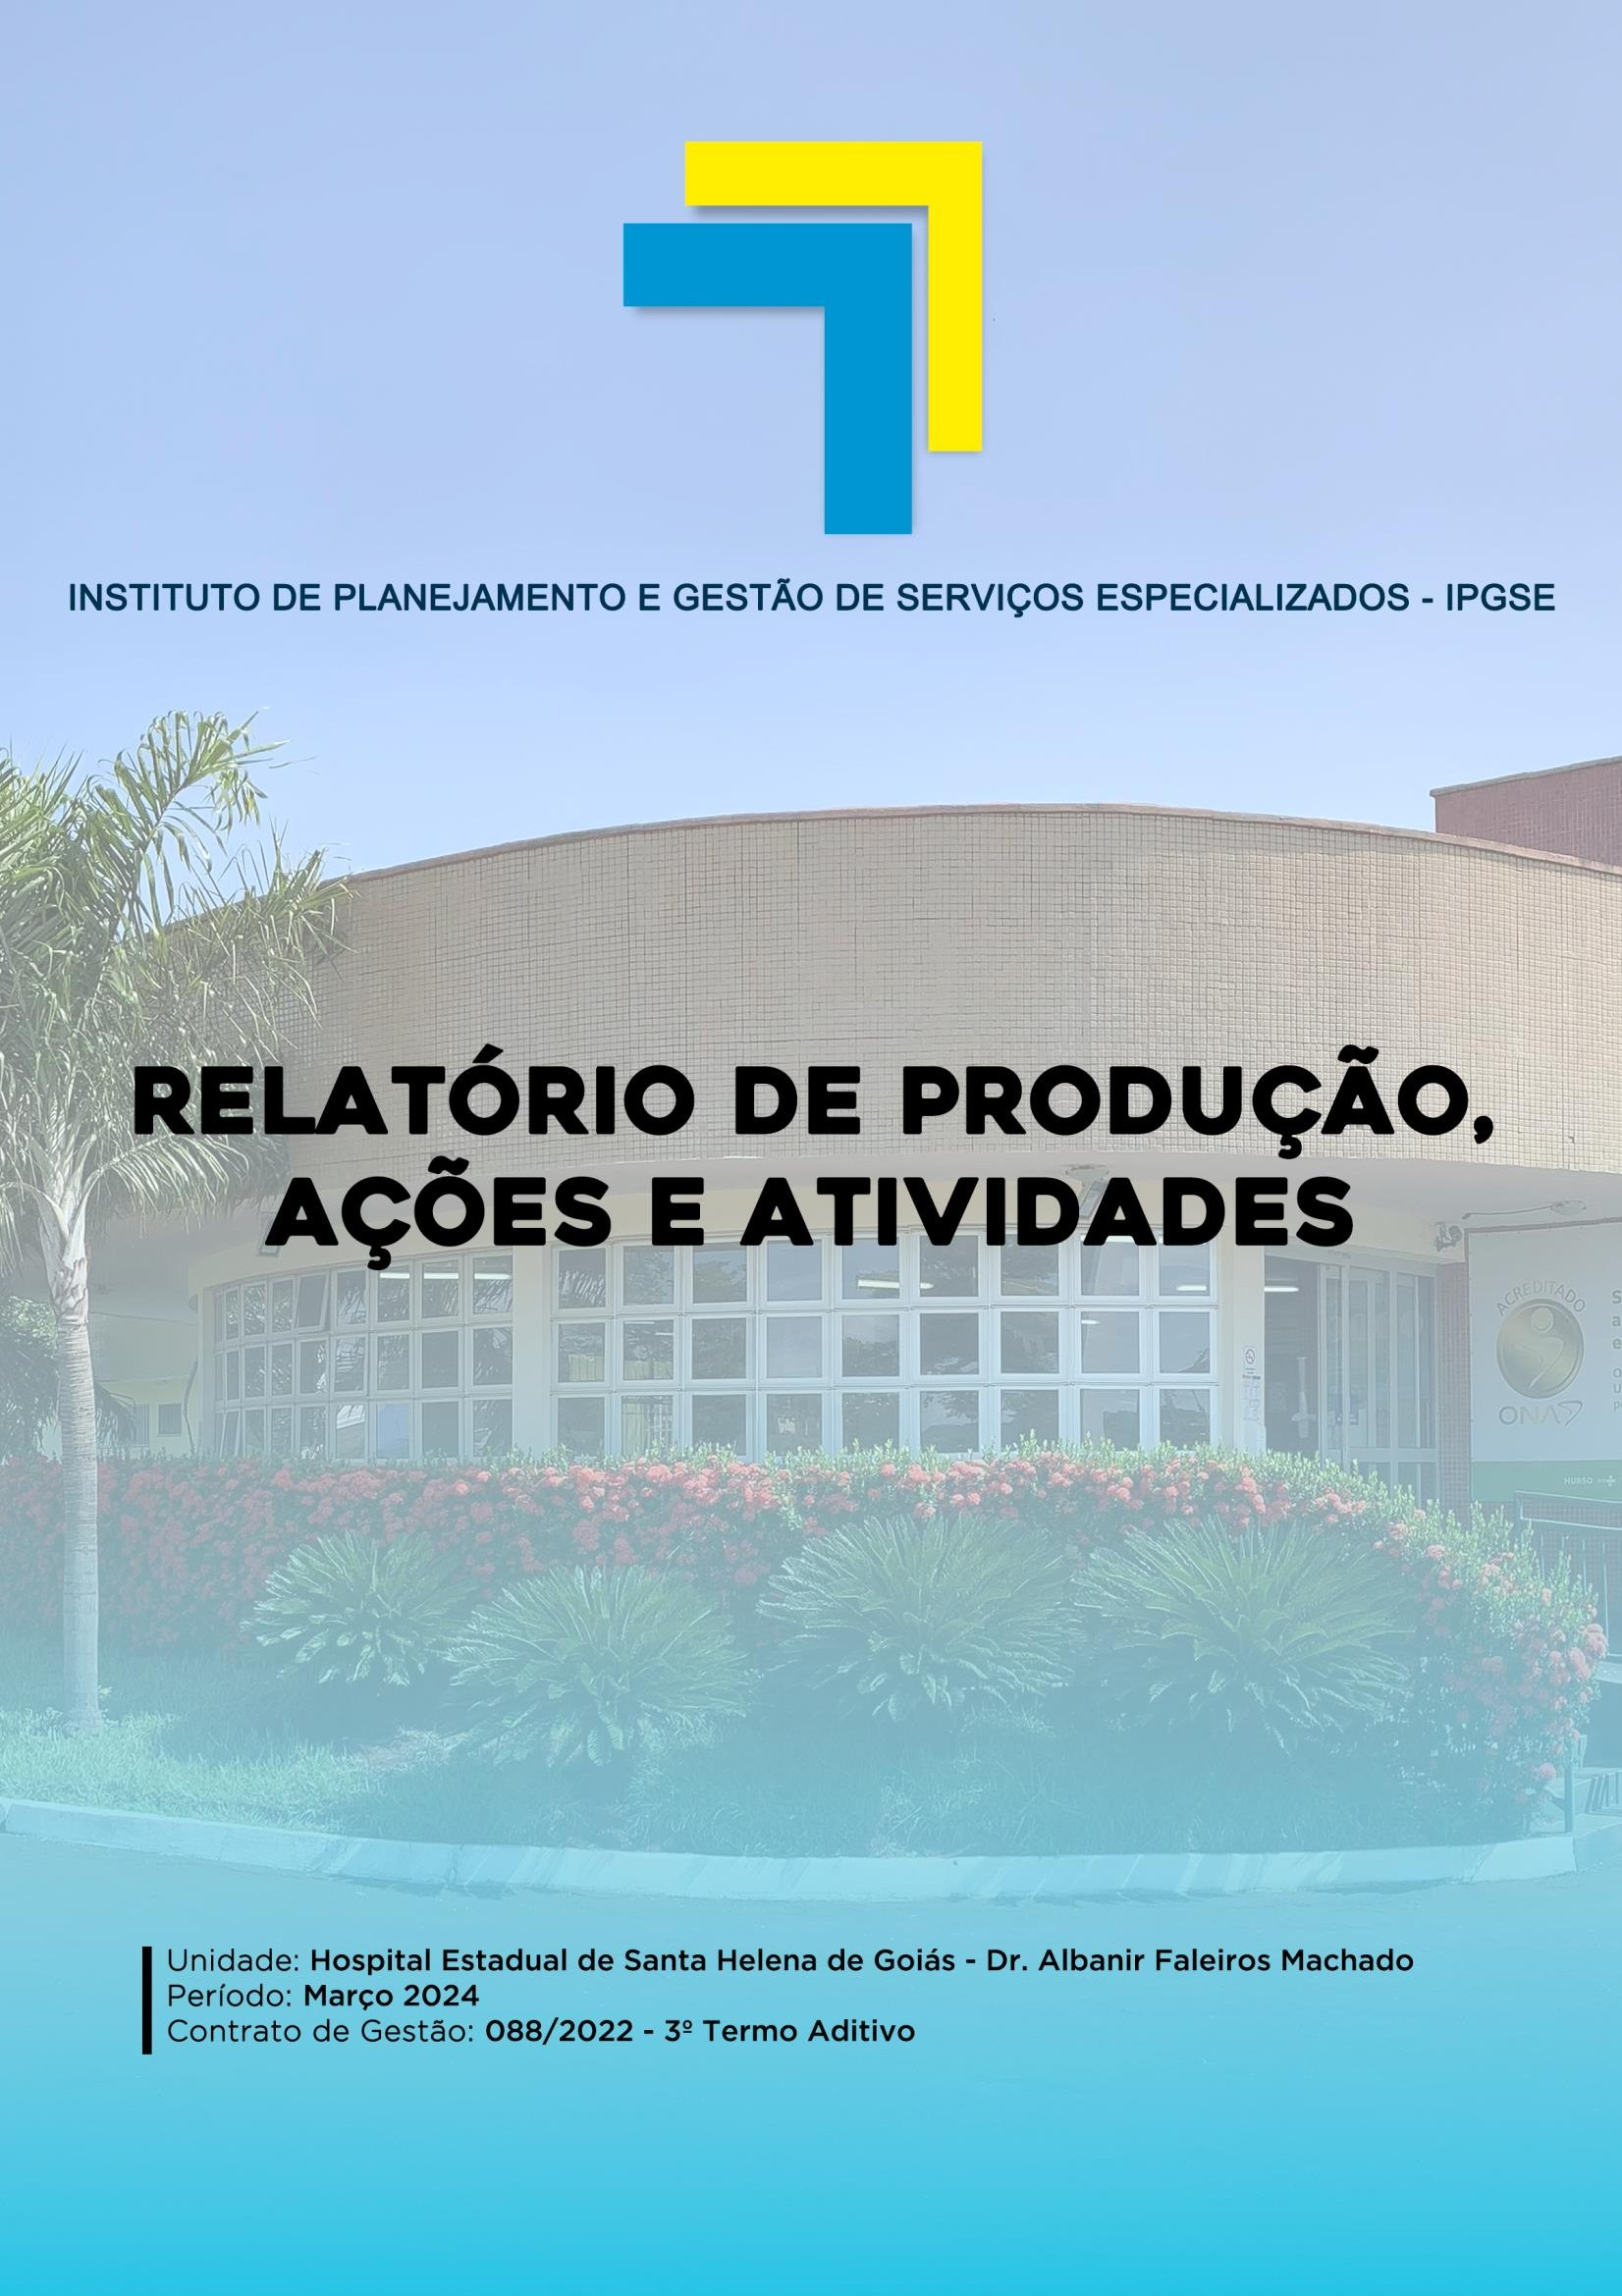 INSTITUTO DE PLANEJAMENTO E GESTÃO DE SERVIÇOS ESPECIALIZADOS - IPGSE
RELATÓRIO DE PRODUÇÃO,
AÇÕES E ATIVIDADES
ACREDITADO
ONA
HURSO
Unidade: Hospital Estadual de Santa Helena de Goiás - Dr. Albanir Faleiros Machado
Período: Março 2024
Contrato de Gestão: 088/2022 - 3º Termo Aditivo